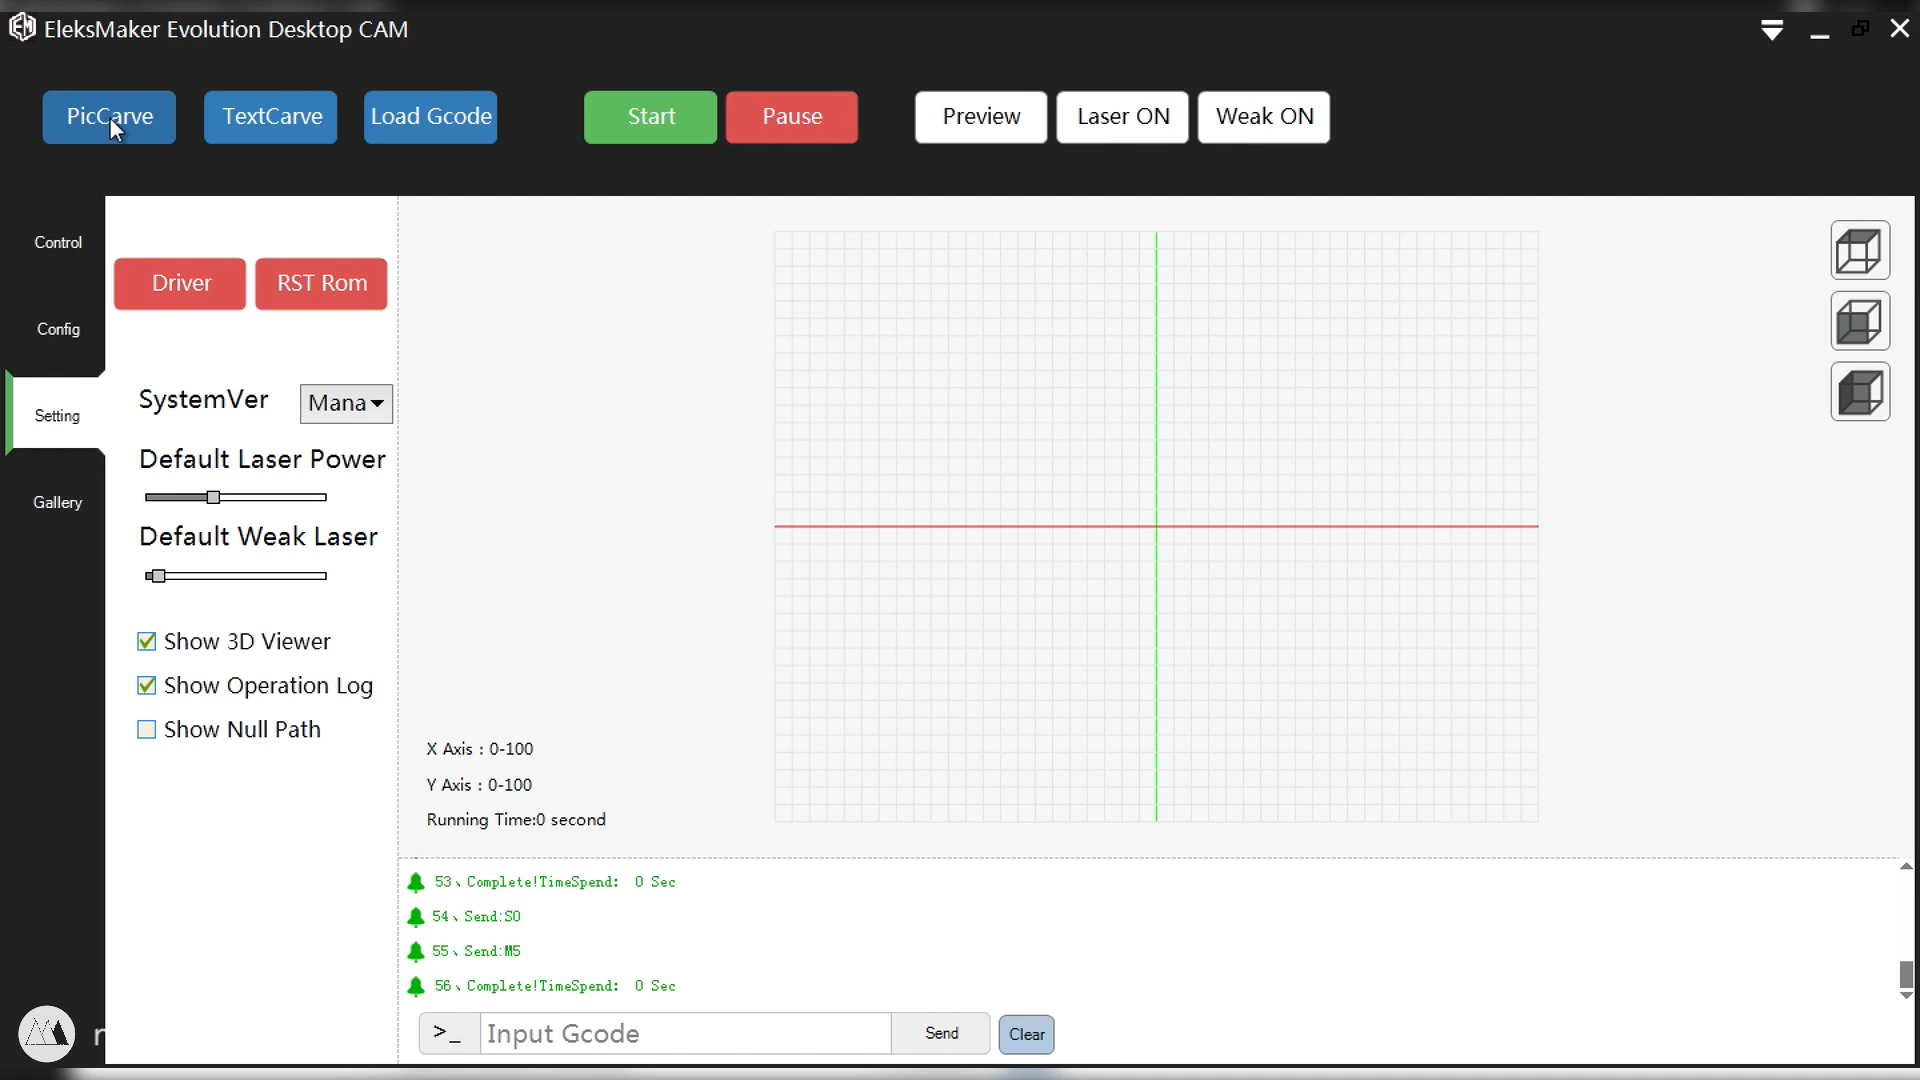 EleksMaker Evolution Desktop CAM
PicCarve TextCarve Load Gcode Start Pause Preview Laser ON Weak ON
Control
Driver RST Rom
Config
SystemVer Mana
Setting
Default Laser Power
Gallery
Default Weak Laser
Show 3D Viewer
Show Operation Log
Show Null Path
X Axis : 0-100
Y Axis : 0-100
Running Time:0 second
53、Complete!TimeSpend: 0 Sec
54、Send:S0
55、Send:M5
56、Complete!TimeSpend: 0 Sec
>_ Input Gcode Send Clear